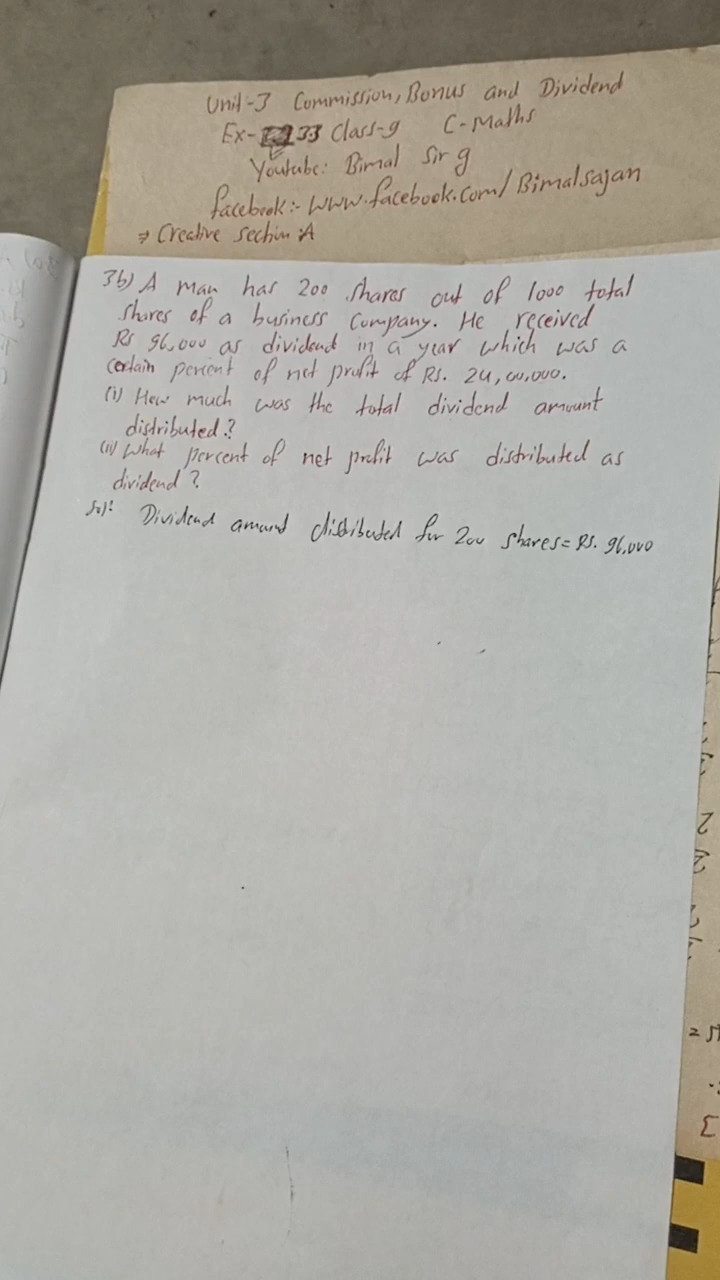 Unit-3 Commission, Bonus and Dividend
Ex- 33 Class-9 C-Maths
Youtube: Bimal Sir g
facebook:- www.facebook.com/Bimalsajan
⇒ Creative Section:A
3b) A man has 200 shares out of 1000 total
shares of a business company. He received
Rs 96,000 as dividend in a year which was a
certain percent of net profit of Rs. 24,00,000.
(i) How much was the total dividend amount
distributed?
(ii) What percent of net profit was distributed as
dividend?
Sol: Dividend amount distributed for 200 shares = Rs. 96,000